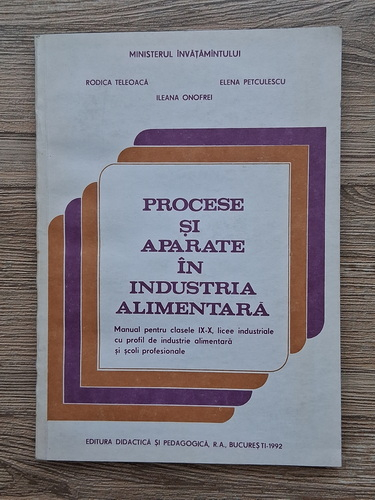 MINISTERUL ÎNVĂȚĂMÎNTULUI
RODICA TELEOACĂ ELENA PETCULESCU
ILEANA ONOFREI
PROCESE
ȘI
APARATE
ÎN
INDUSTRIA
ALIMENTARĂ
Manual pentru clasele IX-X, licee industriale
cu profil de industrie alimentară
și școli profesionale
EDITURA DIDACTICĂ ȘI PEDAGOGICĂ, R.A., BUCUREȘTI-1992